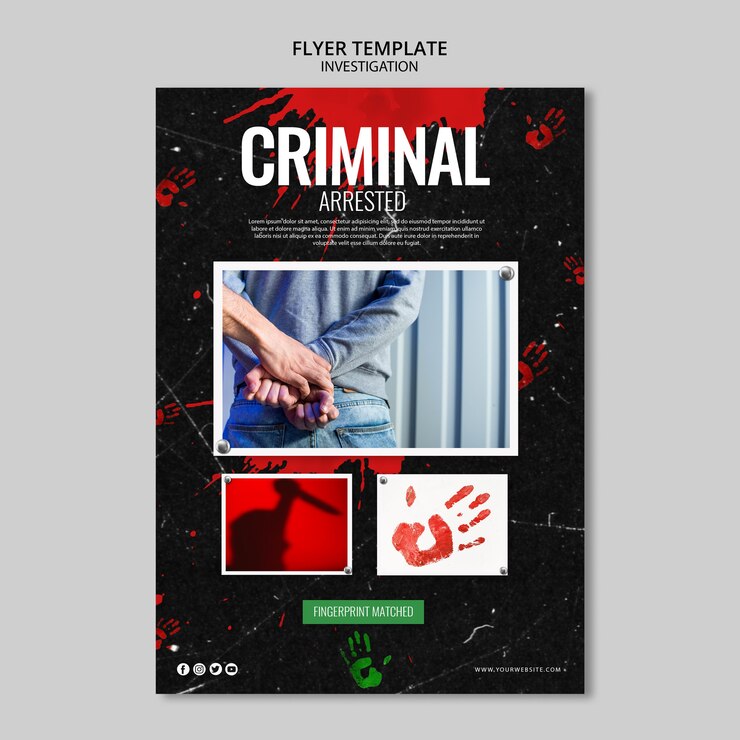 FLYER TEMPLATE
INVESTIGATION
CRIMINAL
ARRESTED
Lorem ipsum dolor sit amet, consectetur adipisicing elit, sed do eiusmod tempor incididunt ut
labore et dolore magna aliqua. Ut enim ad minim veniam, quis nostrud exercitation ullamco
laboris nisi ut aliquip ex ea commodo consequat. Duis aute irure dolor in reprehenderit in
voluptate velit esse cillum dolore eu fugiat.
FINGERPRINT MATCHED
WWW.YOURWEBSITE.COM